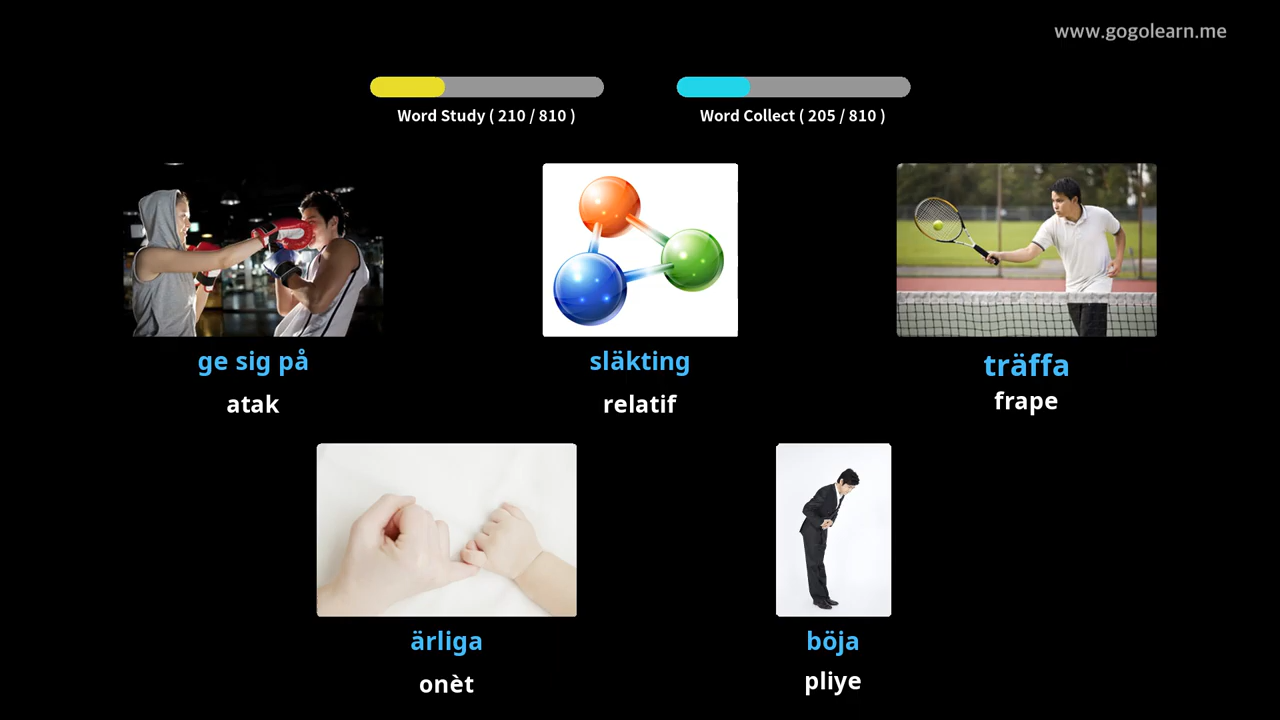 www.gogolearn.me
Word Study ( 210 / 810 )
Word Collect ( 205 / 810 )
ge sig på
släkting
träffa
atak
relatif
frape
ärliga
böja
onèt
pliye